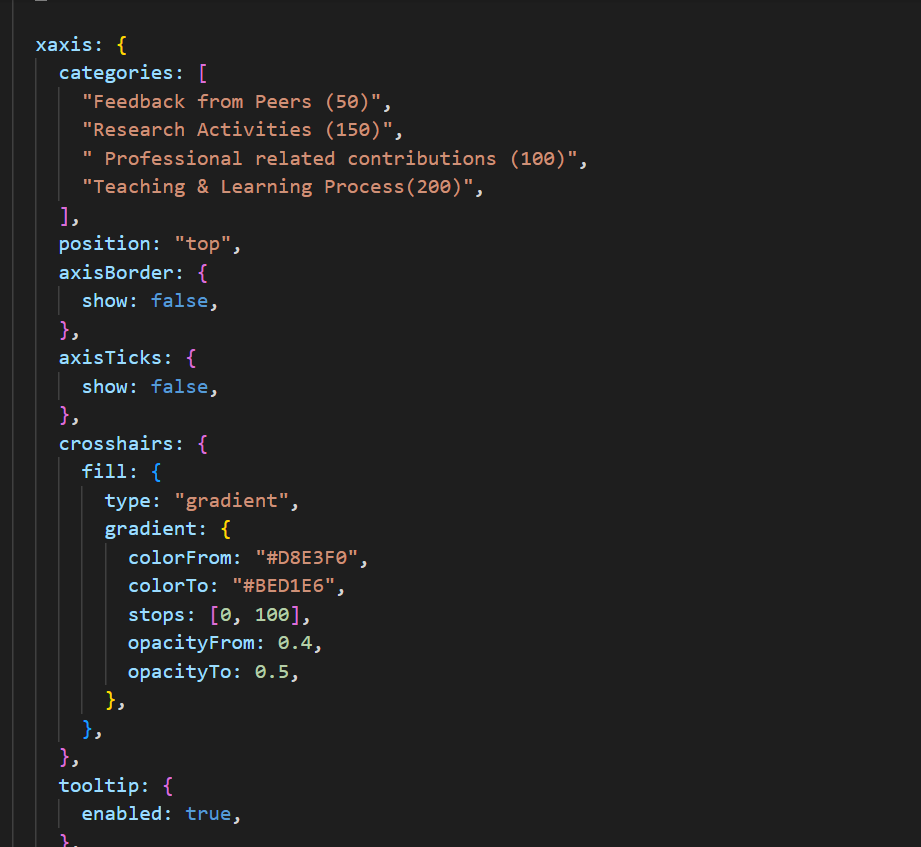 xaxis: {
categories: [
"Feedback from Peers (50)",
"Research Activities (150)",
" Professional related contributions (100)",
"Teaching & Learning Process(200)",
],
position: "top",
axisBorder: {
show: false,
},
axisTicks: {
show: false,
},
crosshairs: {
fill: {
type: "gradient",
gradient: {
colorFrom: "#D8E3F0",
colorTo: "#BED1E6",
stops: [0, 100],
opacityFrom: 0.4,
opacityTo: 0.5,
},
},
},
tooltip: {
enabled: true,
},